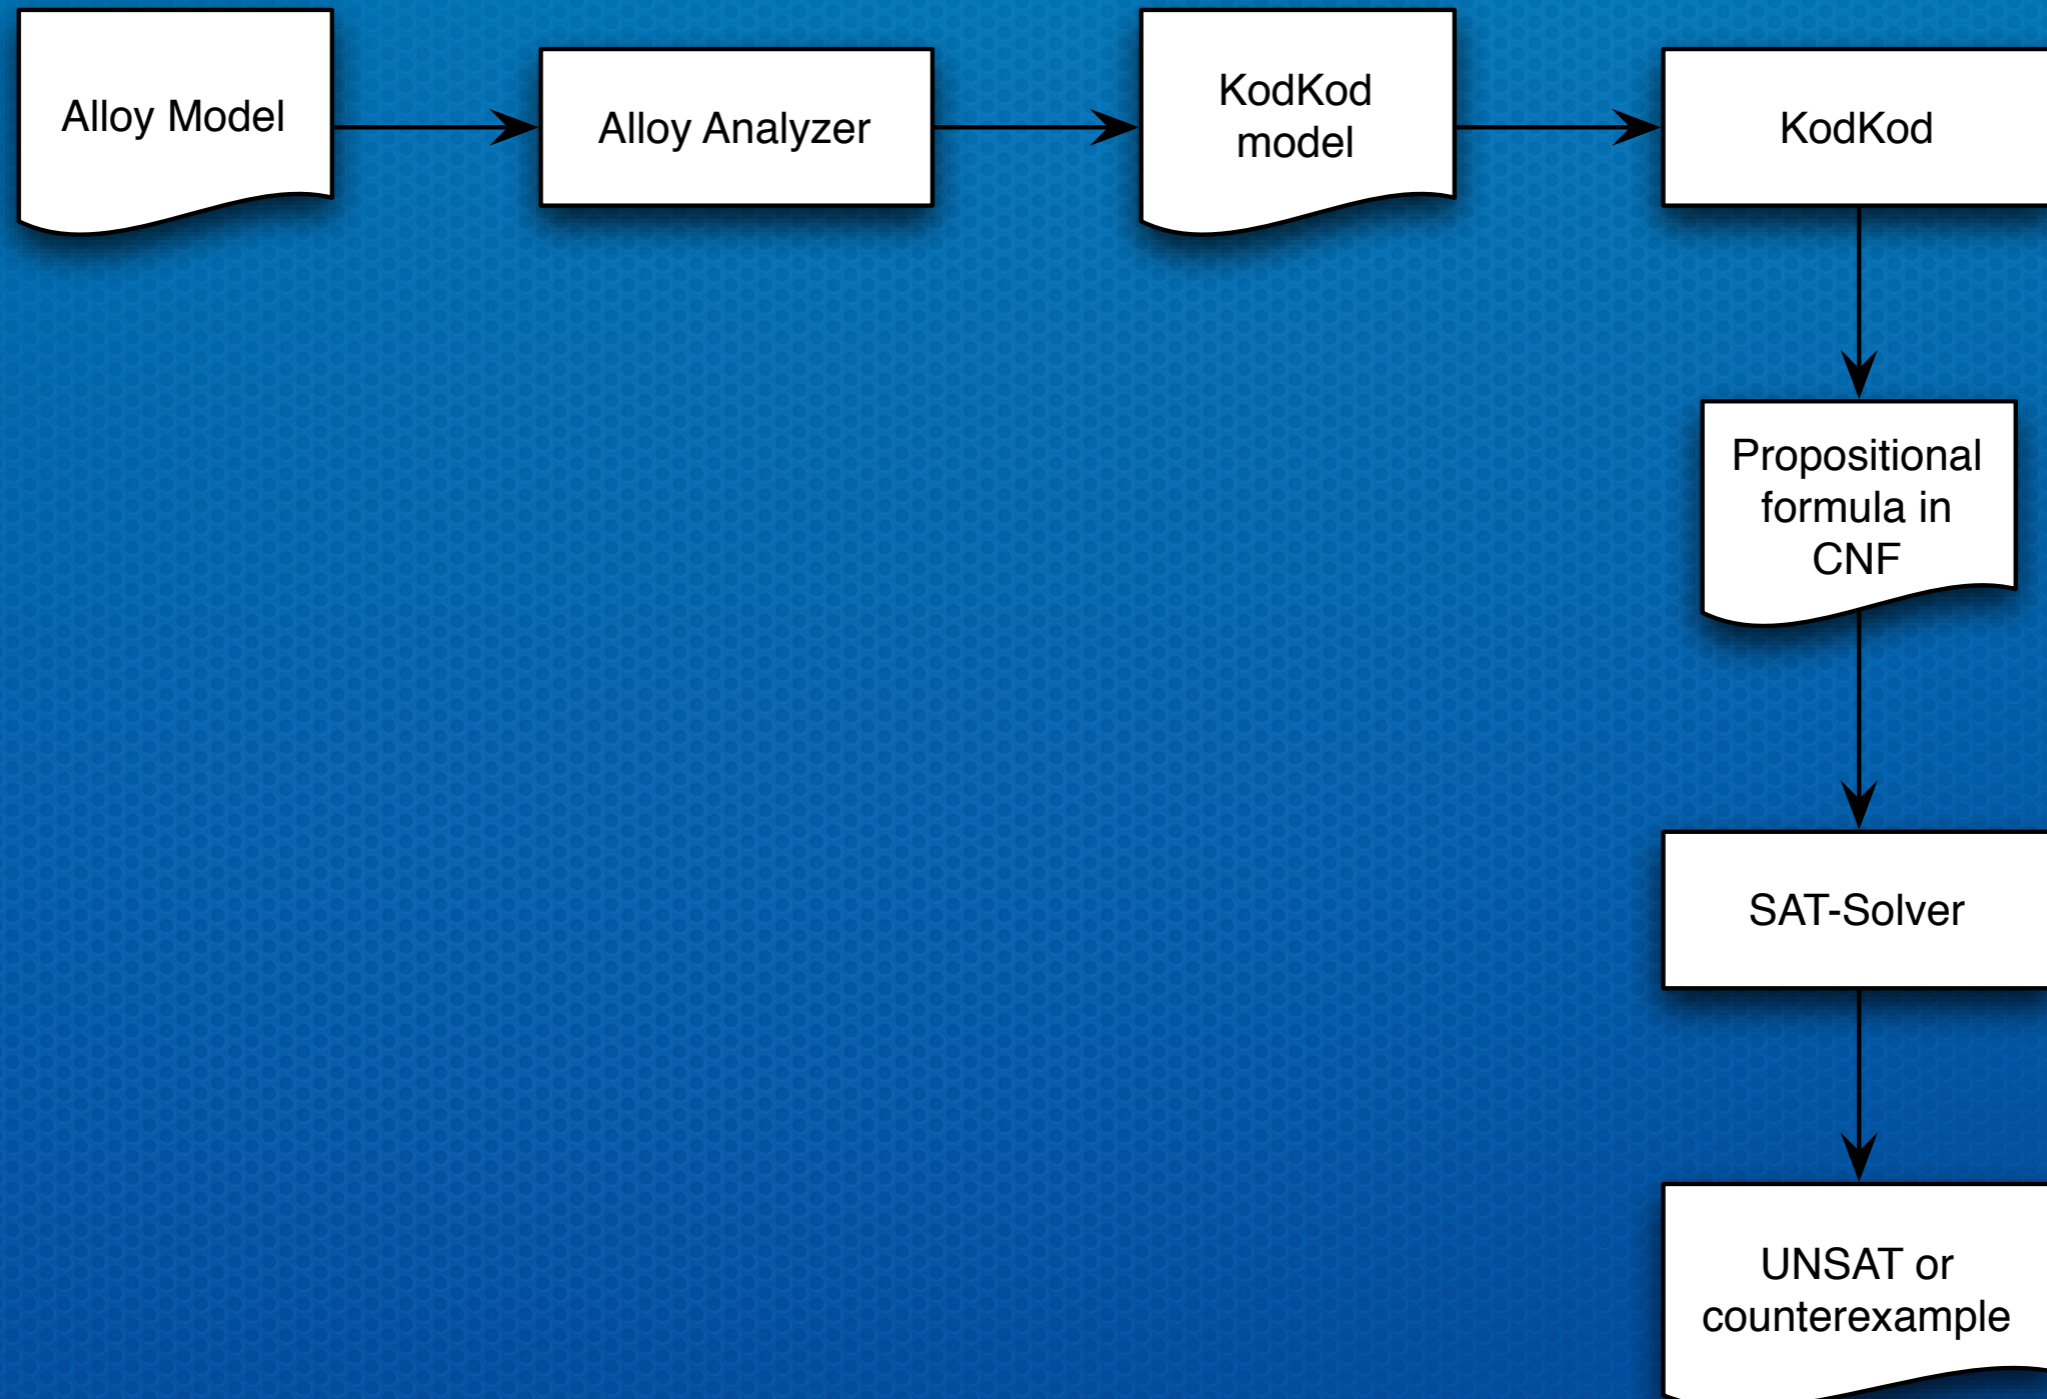 Alloy Model
Alloy Analyzer
KodKod
model
KodKod
Propositional
formula in
CNF
SAT-Solver
UNSAT or
counterexample